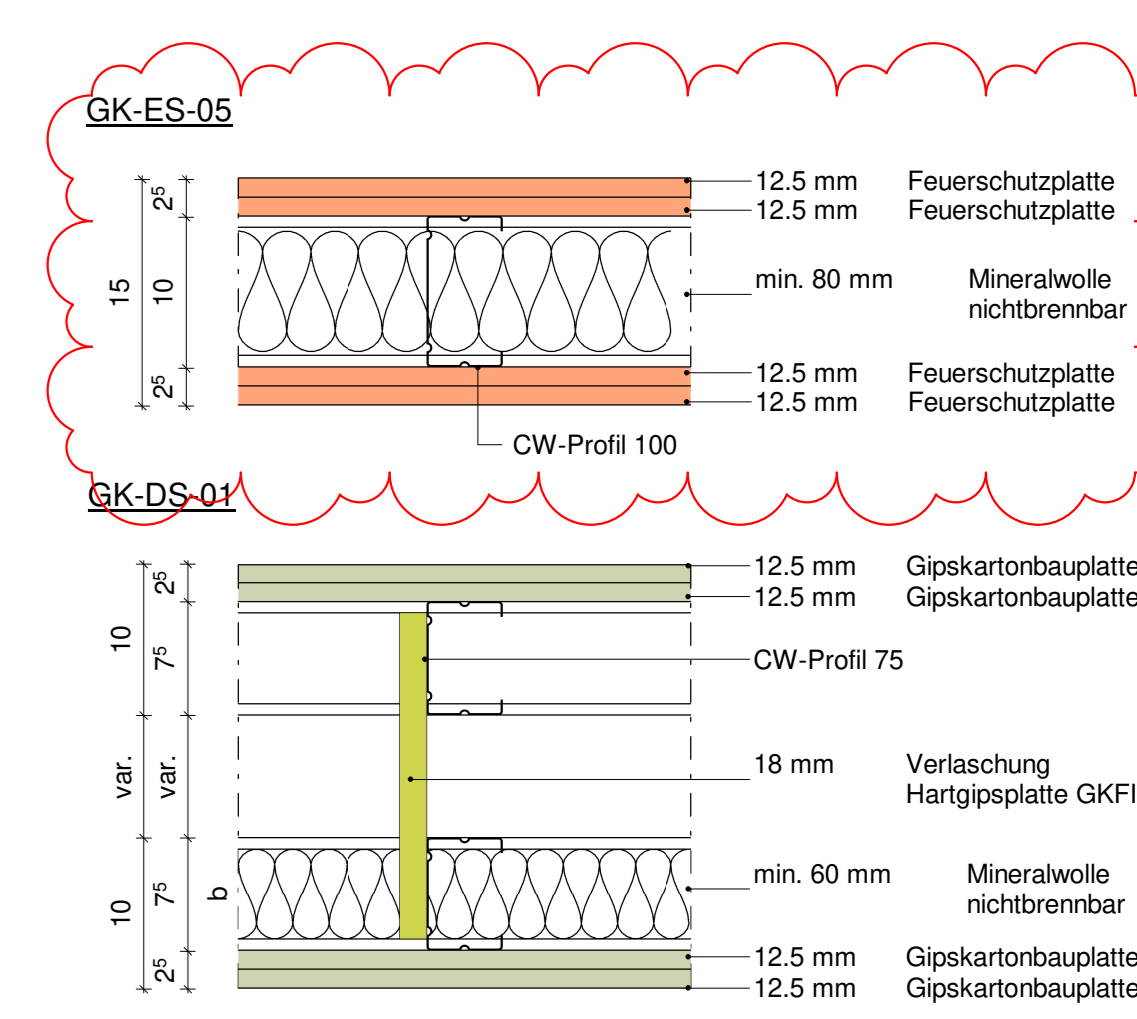 GK-ES-05
12.5 mm Feuerschutzplatte
12.5 mm Feuerschutzplatte
min. 80 mm Mineralwolle
nichtbrennbar
12.5 mm Feuerschutzplatte
12.5 mm Feuerschutzplatte
CW-Profil 100
15
2⁵
10
2⁵
GK-DS-01
12.5 mm Gipskartonbauplatte
12.5 mm Gipskartonbauplatte
CW-Profil 75
18 mm Verlaschung
Hartgipsplatte GKFI
min. 60 mm Mineralwolle
nichtbrennbar
12.5 mm Gipskartonbauplatte
12.5 mm Gipskartonbauplatte
10
var.
10
2⁵
7⁵
var.
7⁵
2⁵
b